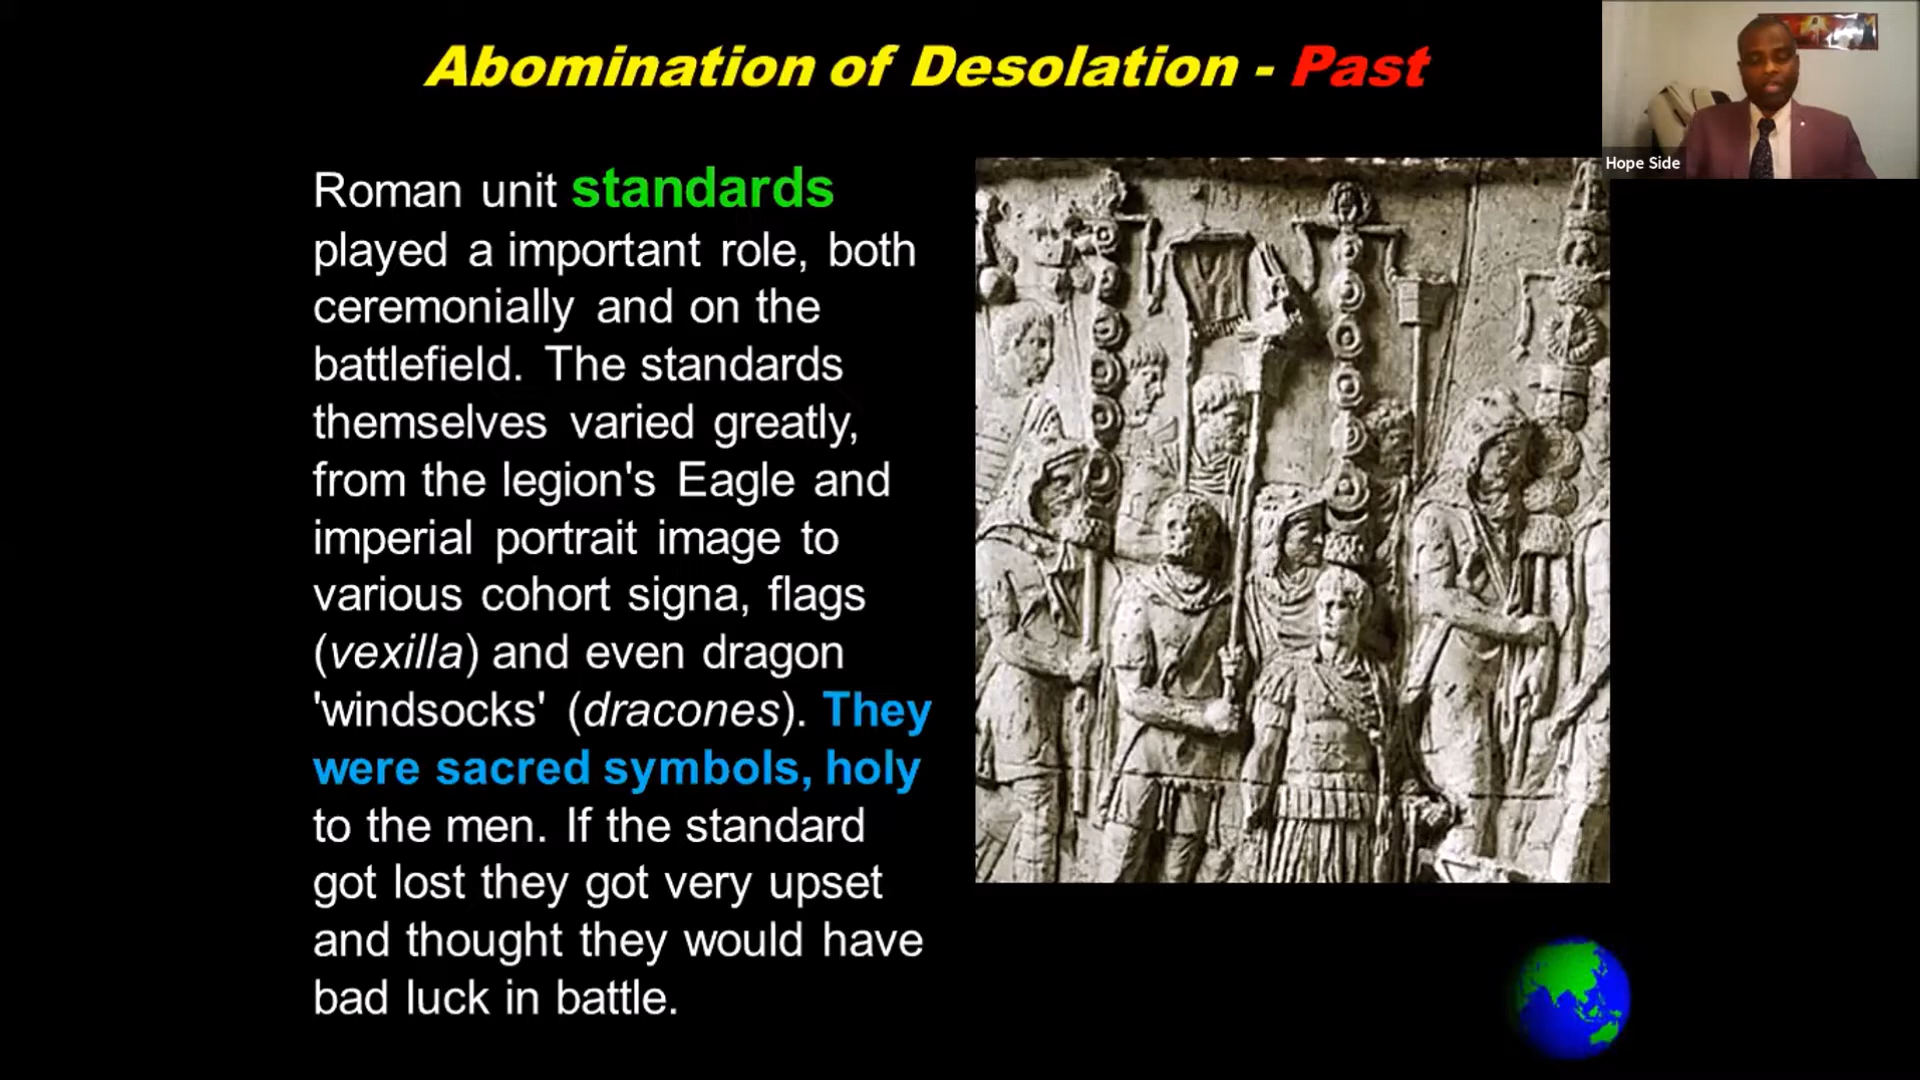 Abomination of Desolation - Past
Hope Side
Roman unit standards
played a important role, both
ceremonially and on the
battlefield. The standards
themselves varied greatly,
from the legion's Eagle and
imperial portrait image to
various cohort signa, flags
(vexilla) and even dragon
'windsocks' (dracones). They
were sacred symbols, holy
to the men. If the standard
got lost they got very upset
and thought they would have
bad luck in battle.